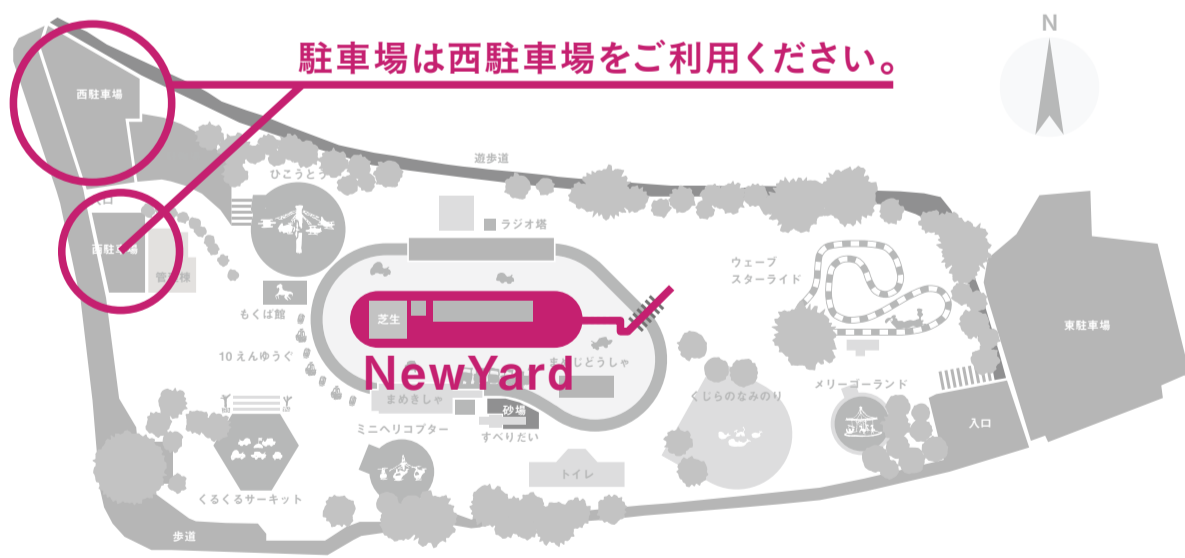 駐車場は西駐車場をご利用ください。
N
西駐車場
遊歩道
ひこうとう
入口
ラジオ塔
西駐車場
管理棟
ウェーブ
スターライド
もくば館
芝生
東駐車場
10えんゆうぐ
NewYard
まめじどうしゃ
メリーゴーランド
まめきしゃ
砂場
くじらのなみのり
ミニヘリコプター
すべりだい
入口
トイレ
くるくるサーキット
歩道